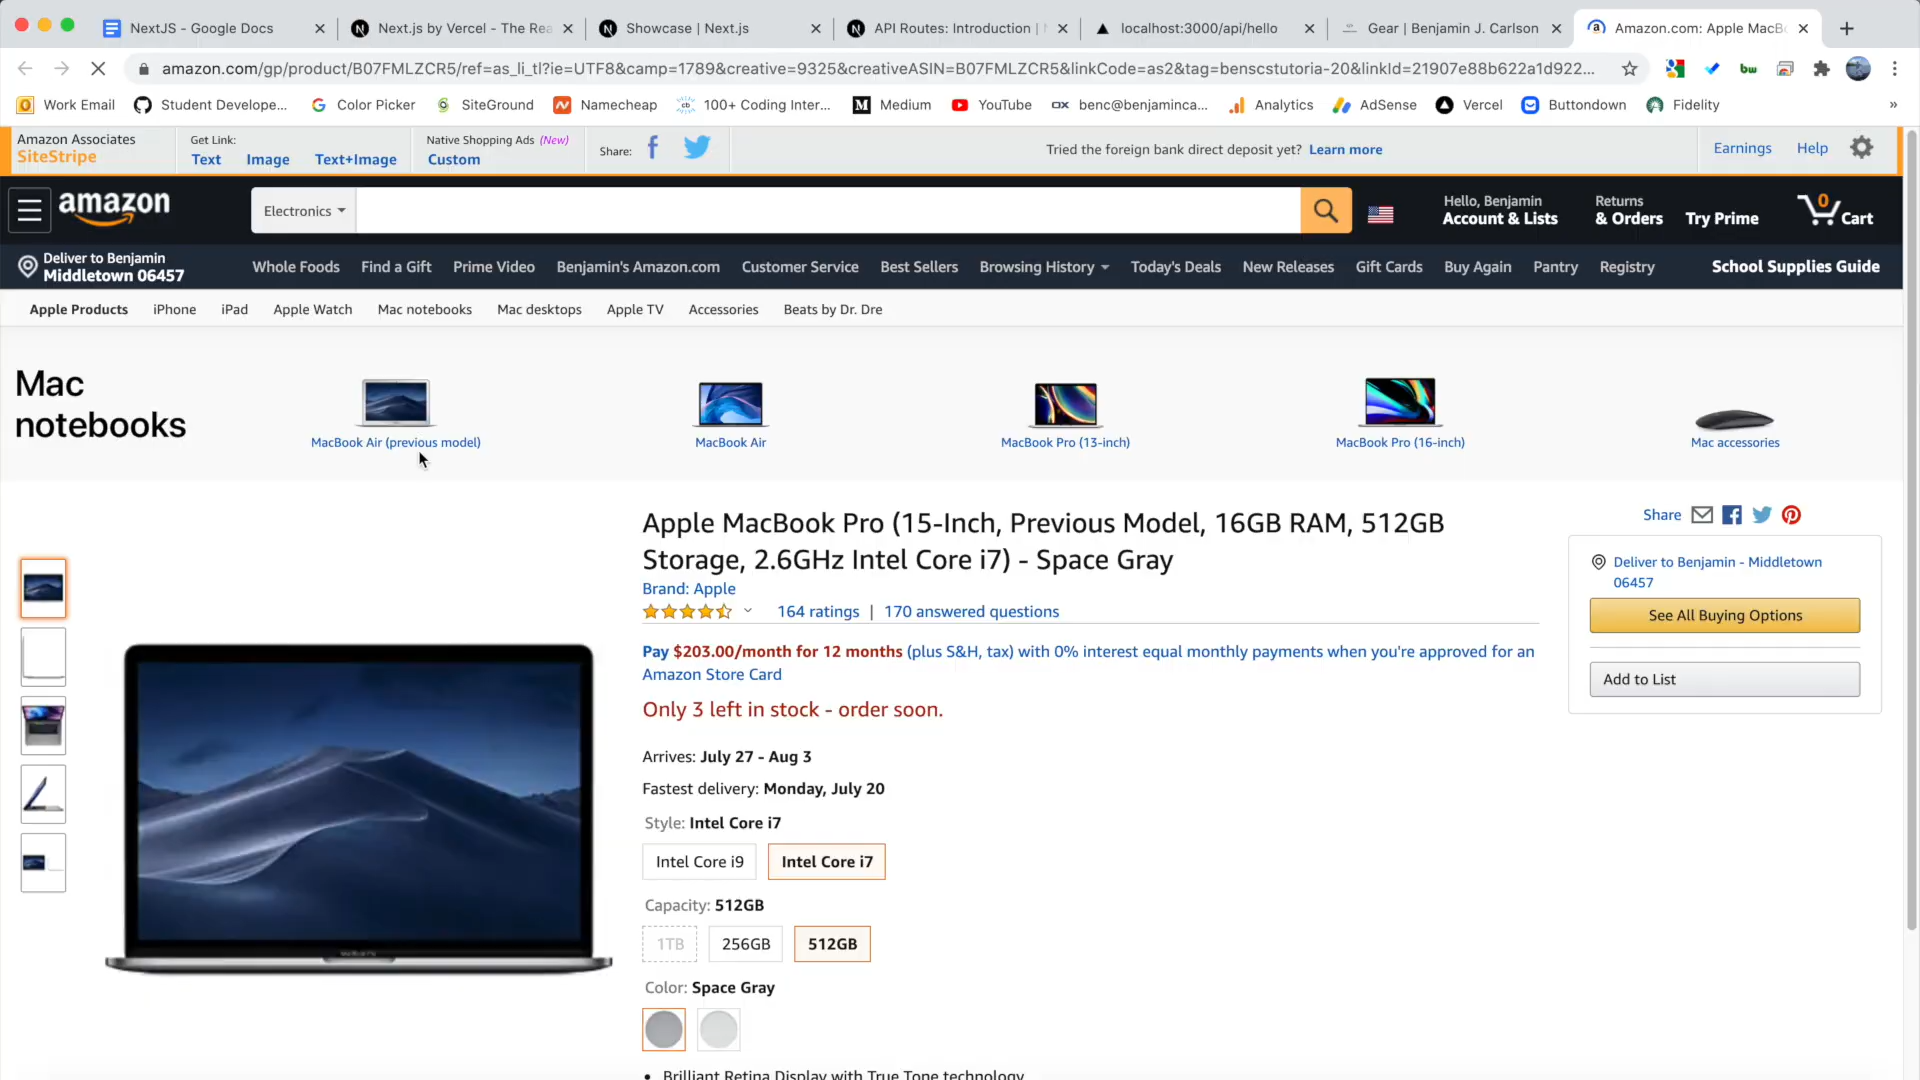 NextJS - Google Docs
Next.js by Vercel - The Rea
Showcase | Next.js
API Routes: Introduction |
localhost:3000/api/hello
Gear | Benjamin J. Carlson
Amazon.com: Apple MacB
amazon.com/gp/product/B07FMLZCR5/ref=as_li_tl?ie=UTF8&camp=1789&creative=9325&creativeASIN=B07FMLZCR5&linkCode=as2&tag=benscstutoria-20&linkId=21907e88b622a1d922...
bw
Work Email
Student Develope...
Color Picker
SiteGround
Namecheap
100+ Coding Inter...
Medium
YouTube
benc@benjaminca...
Analytics
AdSense
Vercel
Buttondown
Fidelity
»
Amazon Associates
SiteStripe
Get Link:
Text Image Text+Image
Native Shopping Ads (New)
Custom
Share:
Tried the foreign bank direct deposit yet? Learn more
Earnings
Help
amazon
Electronics
Hello, Benjamin
Account & Lists
Returns
& Orders
Try Prime
0
Cart
Deliver to Benjamin
Middletown 06457
Whole Foods
Find a Gift
Prime Video
Benjamin's Amazon.com
Customer Service
Best Sellers
Browsing History
Today's Deals
New Releases
Gift Cards
Buy Again
Pantry
Registry
School Supplies Guide
Apple Products
iPhone
iPad
Apple Watch
Mac notebooks
Mac desktops
Apple TV
Accessories
Beats by Dr. Dre
Mac
notebooks
MacBook Air (previous model)
MacBook Air
MacBook Pro (13-inch)
MacBook Pro (16-inch)
Mac accessories
Apple MacBook Pro (15-Inch, Previous Model, 16GB RAM, 512GB
Storage, 2.6GHz Intel Core i7) - Space Gray
Brand: Apple
164 ratings | 170 answered questions
Pay $203.00/month for 12 months (plus S&H, tax) with 0% interest equal monthly payments when you're approved for an
Amazon Store Card
Only 3 left in stock - order soon.
Arrives: July 27 - Aug 3
Fastest delivery: Monday, July 20
Style: Intel Core i7
Intel Core i9
Intel Core i7
Capacity: 512GB
1TB
256GB
512GB
Color: Space Gray
• Brilliant Retina Display with True Tone technology
Share
Deliver to Benjamin - Middletown
06457
See All Buying Options
Add to List